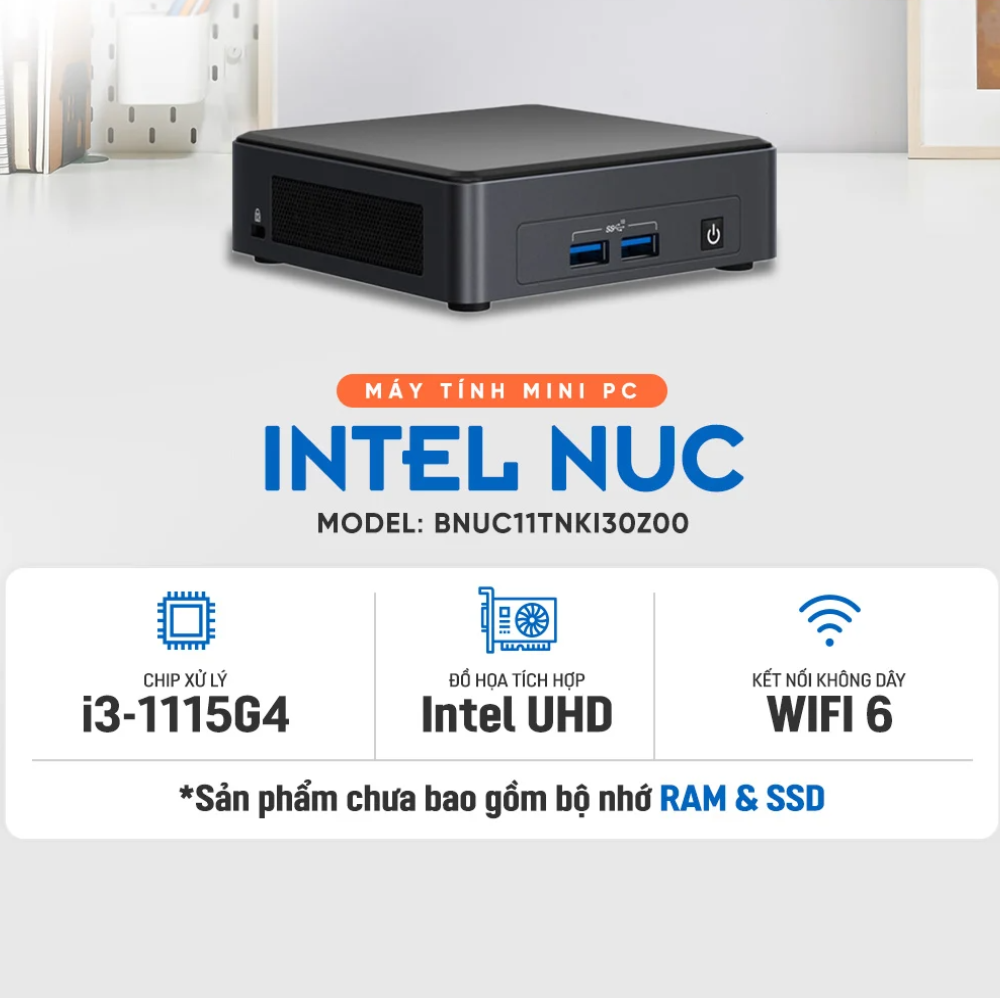 MÁY TÍNH MINI PC
INTEL NUC
MODEL: BNUC11TNKI30Z00
CHIP XỬ LÝ
i3-1115G4
ĐỒ HỌA TÍCH HỢP
Intel UHD
KẾT NỐI KHÔNG DÂY
WIFI 6
*Sản phẩm chưa bao gồm bộ nhớ RAM & SSD